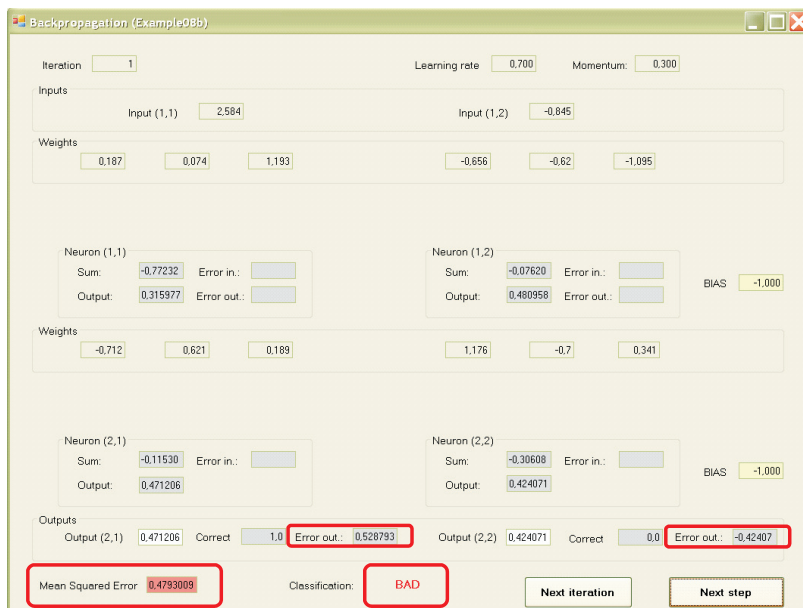 Backpropagation (Example08b)
Iteration 1 Learning rate 0,700 Momentum: 0,300
Inputs
Input (1,1) 2,584 Input (1,2) -0,845
Weights
0,187 0,074 1,193 -0,656 -0,62 -1,095
Neuron (1,1) Neuron (1,2)
Sum: -0,77232 Error in.: Sum: -0,07620 Error in.:
BIAS -1,000
Output: 0,315977 Error out.: Output: 0,480958 Error out.:
Weights
-0,712 0,621 0,189 1,176 -0,7 0,341
Neuron (2,1) Neuron (2,2)
Sum: -0,11530 Error in.: Sum: -0,30608 Error in.:
BIAS -1,000
Output: 0,471206 Output: 0,424071
Outputs
Output (2,1) 0,471206 Correct 1,0 Error out.: 0,528793 Output (2,2) 0,424071 Correct 0,0 Error out.: -0,42407
Mean Squared Error 0,4793009 Classification: BAD Next iteration Next step